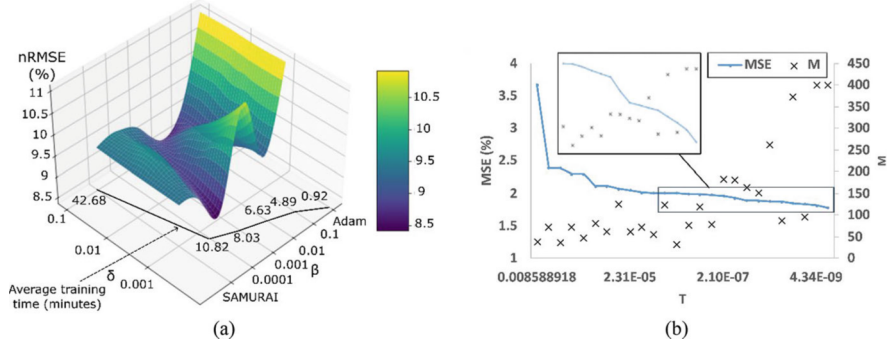 nRMSE
(%)
11
10.5
10
9.5
9
8.5
0.1
0.01
0.001
δ
42.68
10.82
8.03
6.63
4.89
0.92
Adam
0.1
0.01
0.001
0.0001
β
SAMURAI
Average training
time (minutes)
10.5
10
9.5
9
8.5
(a)
MSE
M
4
3.5
3
2.5
2
1.5
1
MSE (%)
450
400
350
300
250
200
150
100
50
0
M
0.008588918
2.31E-05
2.10E-07
4.34E-09
T
(b)